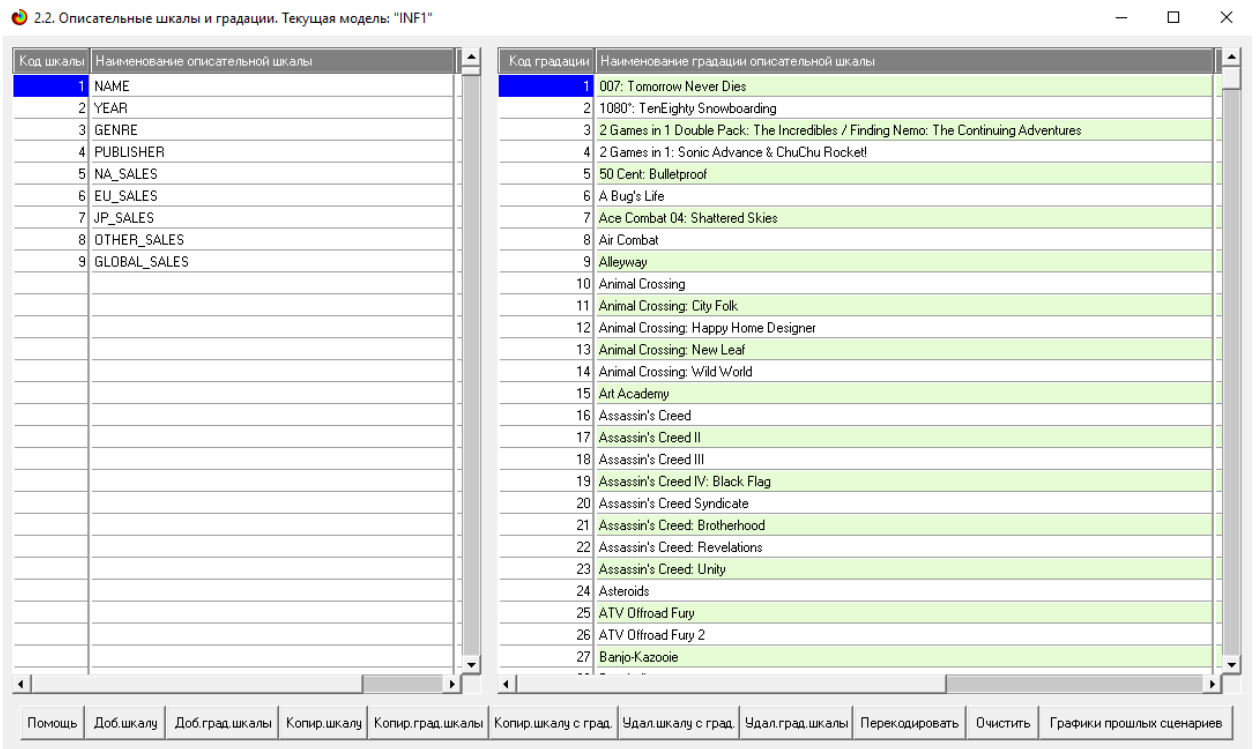 2.2. Описательные шкалы и градации. Текущая модель: "INF1"
Код шкалы Наименование описательной шкалы
1 NAME
2 YEAR
3 GENRE
4 PUBLISHER
5 NA_SALES
6 EU_SALES
7 JP_SALES
8 OTHER_SALES
9 GLOBAL_SALES
Код градации Наименование градации описательной шкалы
1 007: Tomorrow Never Dies
2 1080°: TenEighty Snowboarding
3 2 Games in 1 Double Pack: The Incredibles / Finding Nemo: The Continuing Adventures
4 2 Games in 1: Sonic Advance & ChuChu Rocket!
5 50 Cent: Bulletproof
6 A Bug's Life
7 Ace Combat 04: Shattered Skies
8 Air Combat
9 Alleyway
10 Animal Crossing
11 Animal Crossing: City Folk
12 Animal Crossing: Happy Home Designer
13 Animal Crossing: New Leaf
14 Animal Crossing: Wild World
15 Art Academy
16 Assassin's Creed
17 Assassin's Creed II
18 Assassin's Creed III
19 Assassin's Creed IV: Black Flag
20 Assassin's Creed Syndicate
21 Assassin's Creed: Brotherhood
22 Assassin's Creed: Revelations
23 Assassin's Creed: Unity
24 Asteroids
25 ATV Offroad Fury
26 ATV Offroad Fury 2
27 Banjo-Kazooie
Помощь Доб.шкалу Доб.град.шкалы Копир.шкалу Копир.град.шкалы Копир.шкалу с град. Удал.шкалу с град. Удал.град.шкалы Перекодировать Очистить Графики прошлых сценариев